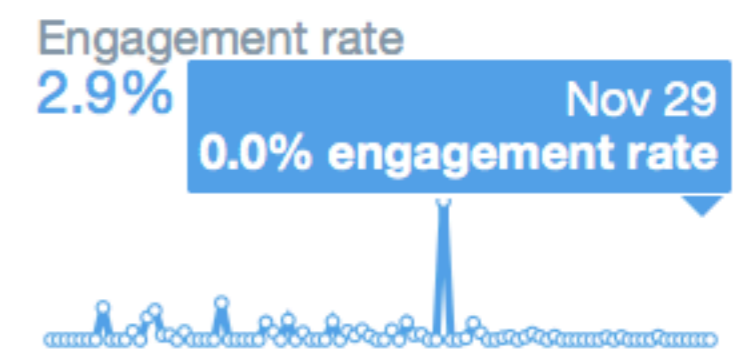 Engagement rate
2.9%
Nov 29
0.0% engagement rate